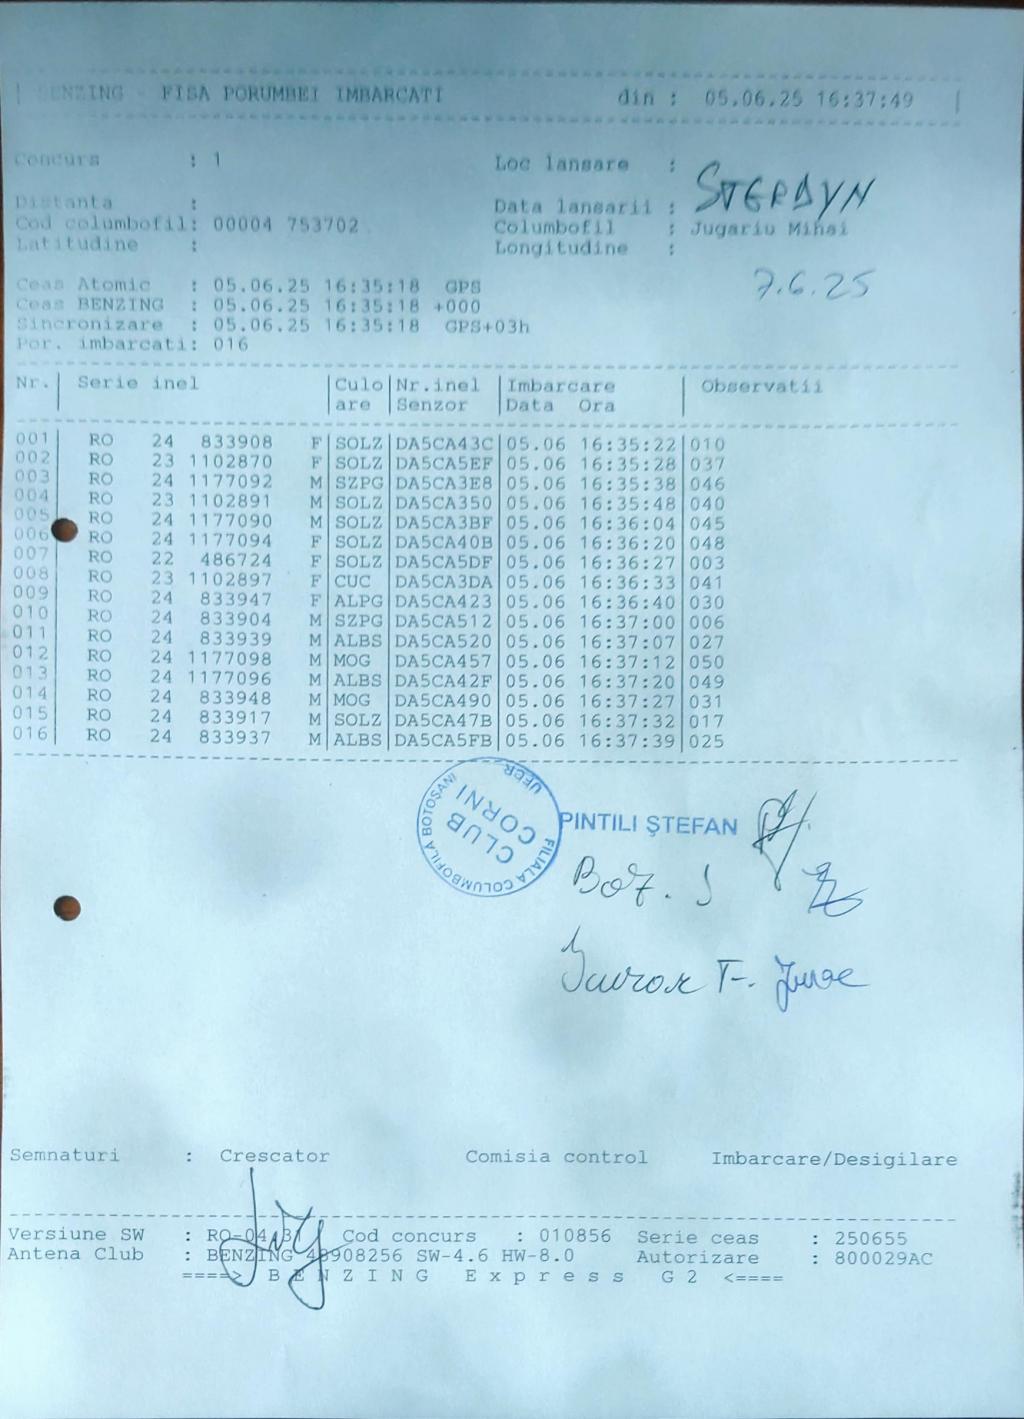 BENZING - FISA PORUMBEI IMBARCATI din : 05.06.25 16:37:49
Concurs : 1 Loc lansare :
STERDYN
Distanta : Data lansarii :
Cod columbofil: 00004 753702 Columbofil : Jugariu Mihai
Latitudine : Longitudine :
7.6.25
Ceas Atomic : 05.06.25 16:35:18 GPS
Ceas BENZING : 05.06.25 16:35:18 +000
Sincronizare : 05.06.25 16:35:18 GPS+03h
Por. imbarcati: 016
Nr. Serie inel Culo Nr.inel Imbarcare Observatii
are Senzor Data Ora
001 RO 24 833908 F SOLZ DA5CA43C 05.06 16:35:22 010
002 RO 23 1102870 F SOLZ DA5CA5EF 05.06 16:35:28 037
003 RO 24 1177092 M SZPG DA5CA3E8 05.06 16:35:38 046
004 RO 23 1102891 M SOLZ DA5CA350 05.06 16:35:48 040
005 RO 24 1177090 M SOLZ DA5CA3BF 05.06 16:36:04 045
006 RO 24 1177094 F SOLZ DA5CA40B 05.06 16:36:20 048
007 RO 22 486724 F SOLZ DA5CA5DF 05.06 16:36:27 003
008 RO 23 1102897 F CUC DA5CA3DA 05.06 16:36:33 041
009 RO 24 833947 F ALPG DA5CA423 05.06 16:36:40 030
010 RO 24 833904 M SZPG DA5CA512 05.06 16:37:00 006
011 RO 24 833939 M ALBS DA5CA520 05.06 16:37:07 027
012 RO 24 1177098 M MOG DA5CA457 05.06 16:37:12 050
013 RO 24 1177096 M ALBS DA5CA42F 05.06 16:37:20 049
014 RO 24 833948 M MOG DA5CA490 05.06 16:37:27 031
015 RO 24 833917 M SOLZ DA5CA47B 05.06 16:37:32 017
016 RO 24 833937 M ALBS DA5CA5FB 05.06 16:37:39 025
FILIALA COLUMBOFILA BOTOŞANI
UFCR
CLUB
CORNI
PINTILI ŞTEFAN
Semnaturi : Crescator Comisia control Imbarcare/Desigilare
Versiune SW : Cod concurs : 010856 Serie ceas : 250655
Antena Club : BENZING SW-4.6 HW-8.0 Autorizare : 800029AC
====> B E N Z I N G E x p r e s s G 2 <====